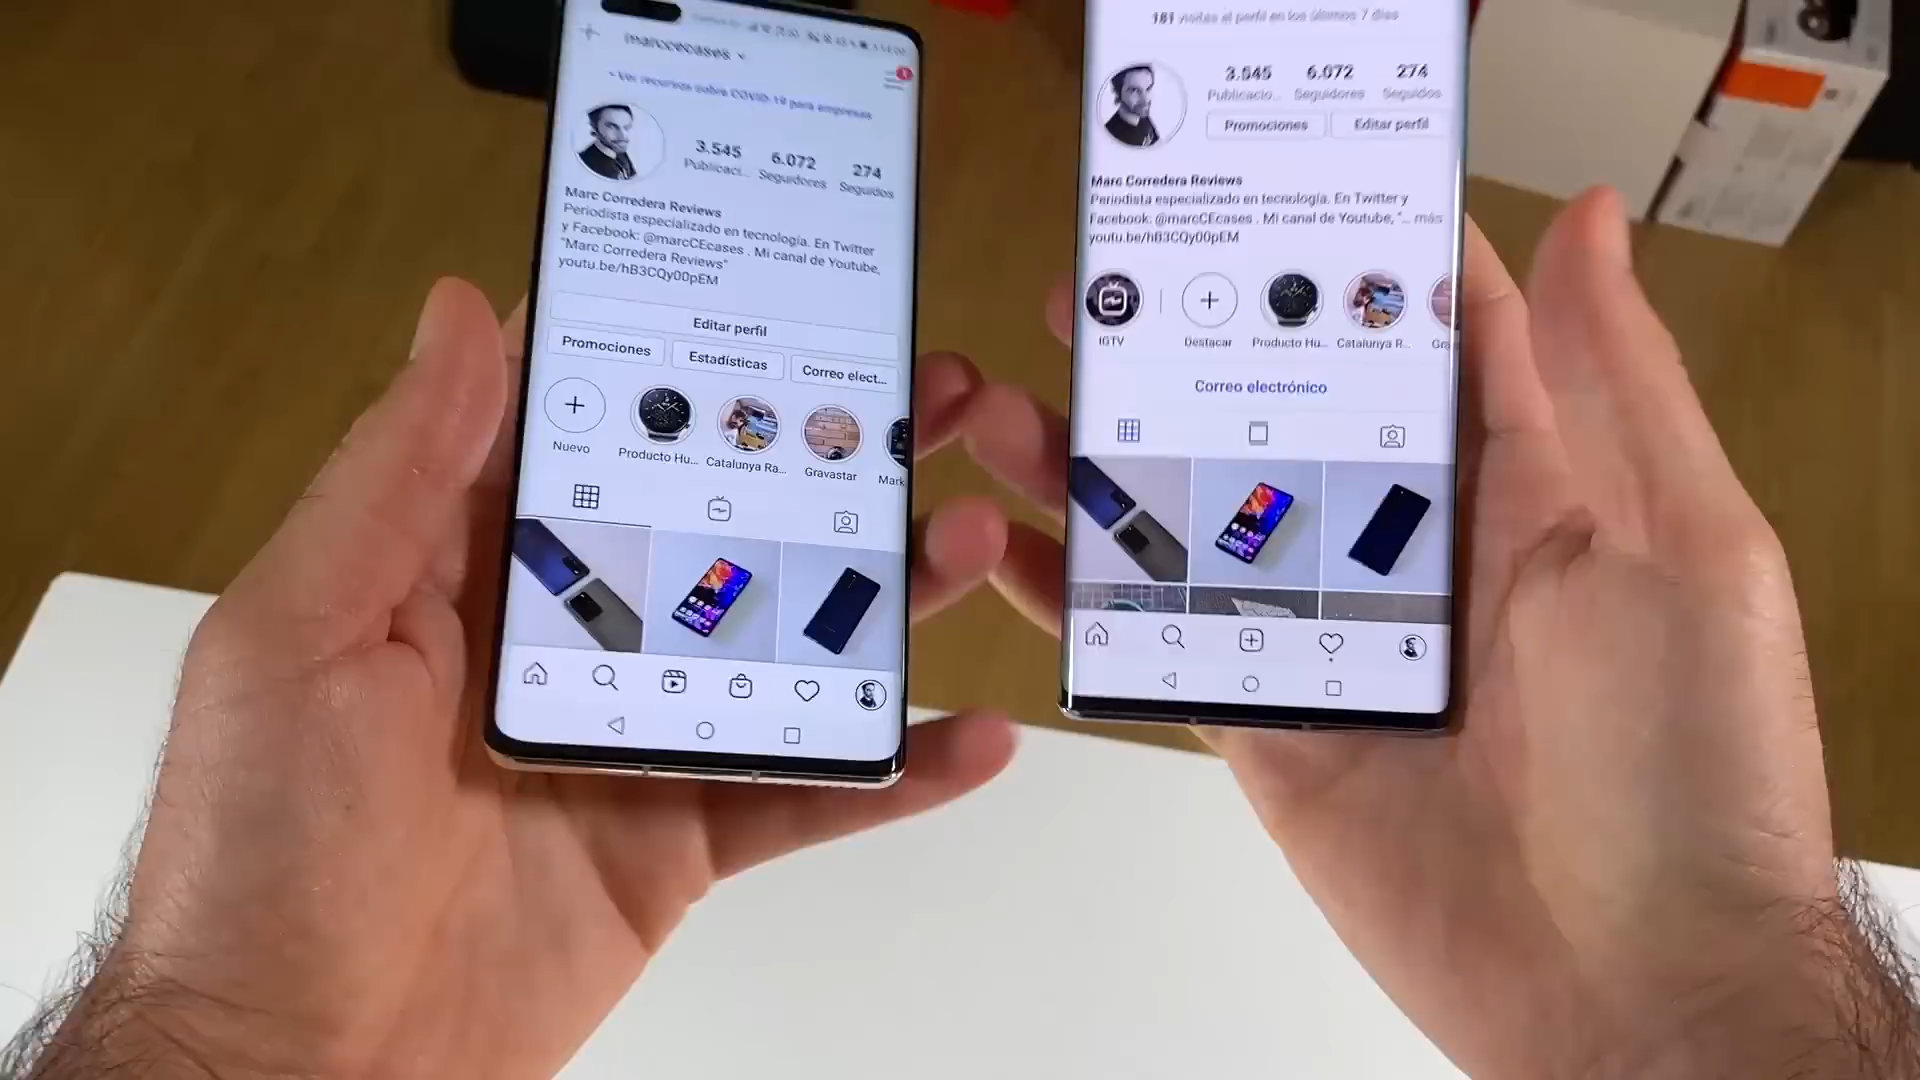 marccecases
Ver recursos sobre COVID-19 para empresas
3.545
6.072
274
Publicaci...
Seguidores
Seguidos
Marc Corredera Reviews
Periodista especializado en tecnología. En Twitter
y Facebook: @marcCEcases . Mi canal de Youtube,
"Marc Corredera Reviews"
youtu.be/hB3CQy00pEM
Editar perfil
Promociones
Estadísticas
Correo elect...
Nuevo
Producto Hu...
Catalunya Ra...
Gravastar
Mark
181 visitas al perfil en los últimos 7 días
3.545
6.072
274
Publicacio...
Seguidores
Seguidos
Promociones
Editar perfil
Marc Corredera Reviews
Periodista especializado en tecnología. En Twitter y
Facebook: @marcCEcases . Mi canal de Youtube, "... más
youtu.be/hB3CQy00pEM
IGTV
Destacar
Producto Hu...
Catalunya R...
Gra
Correo electrónico